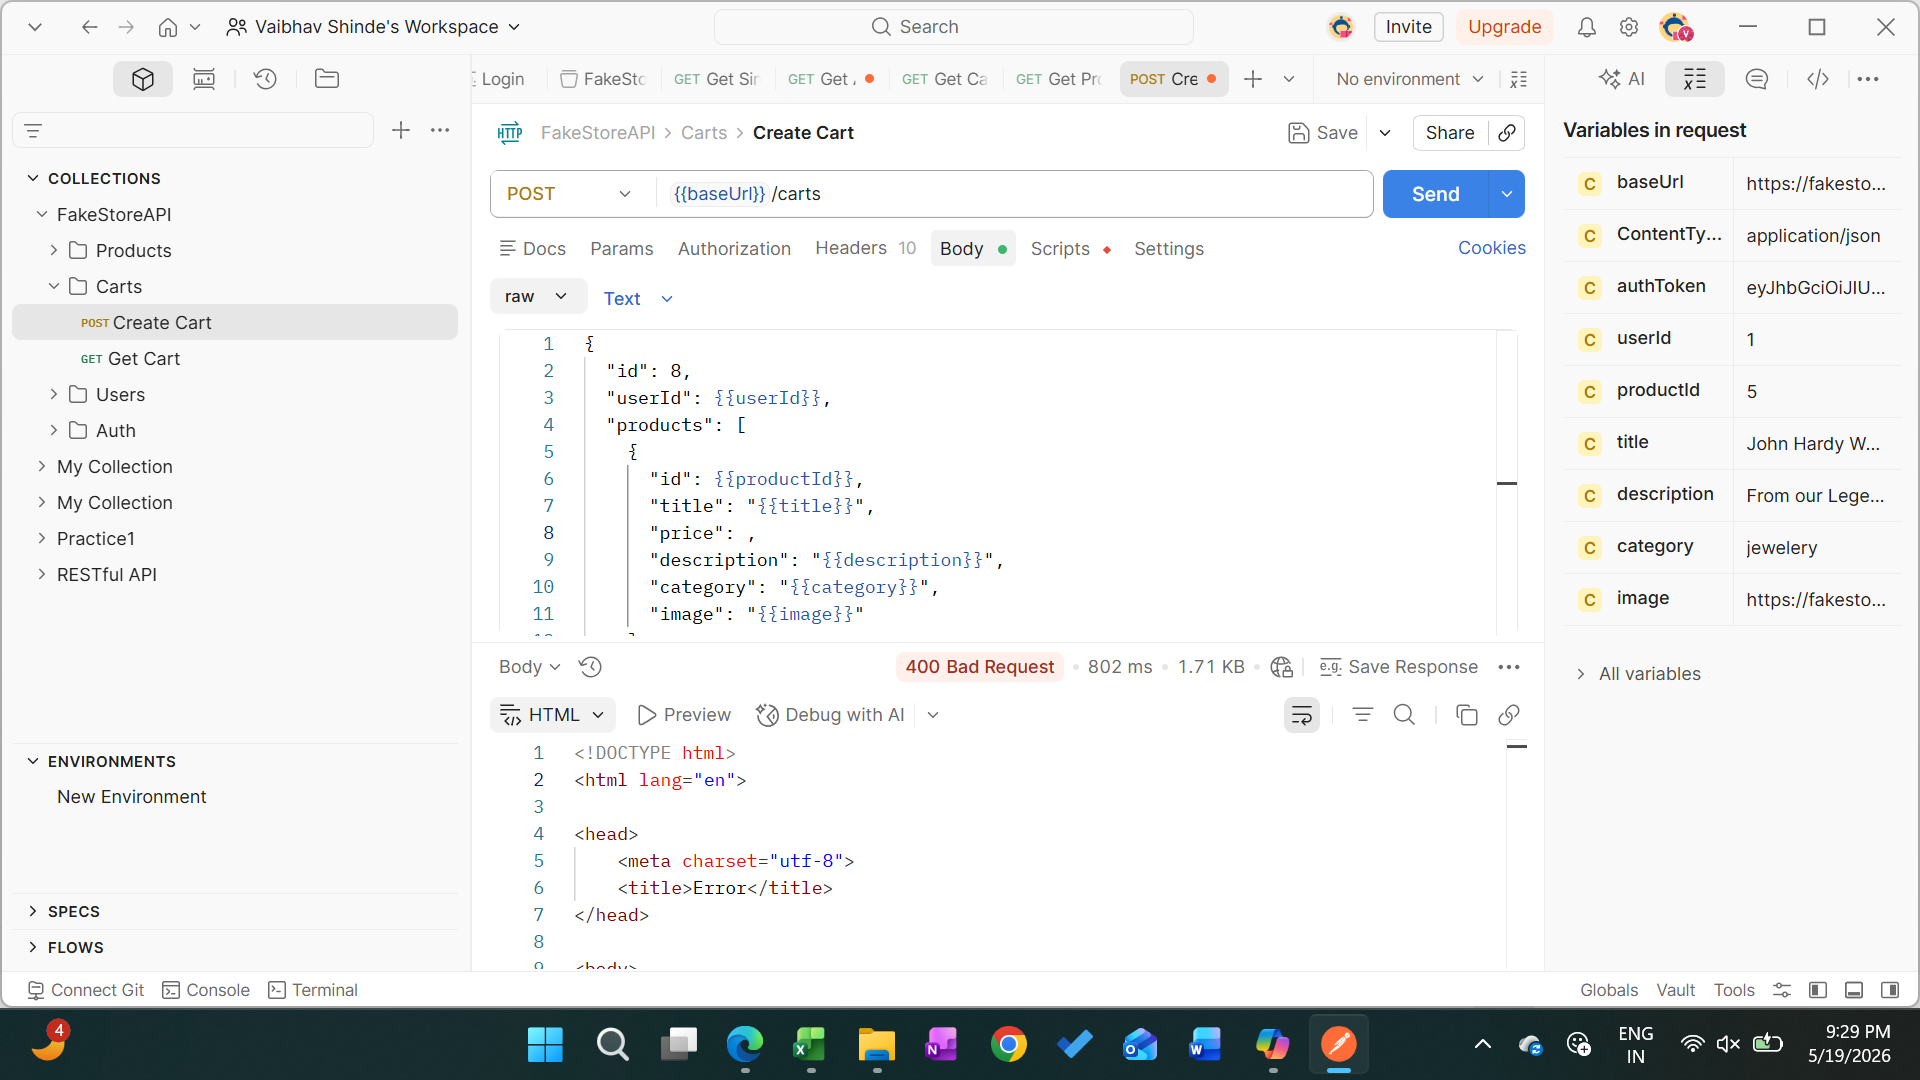 Vaibhav Shinde's Workspace
Search
Invite
Upgrade
V
Login
FakeSto
GET Get Sin
GET Get
GET Get Ca
GET Get Pro
POST Cre
No environment
AI
FakeStoreAPI > Carts > Create Cart
Save
Share
Variables in request
COLLECTIONS
FakeStoreAPI
Products
Carts
POST Create Cart
GET Get Cart
Users
Auth
My Collection
My Collection
Practice1
RESTful API
ENVIRONMENTS
New Environment
SPECS
FLOWS
HTTP
POST
{{baseUrl}} /carts
Send
Docs
Params
Authorization
Headers 10
Body
Scripts
Settings
Cookies
raw
Text
1 {
2 "id": 8,
3 "userId": {{userId}},
4 "products": [
5 {
6 "id": {{productId}},
7 "title": "{{title}}",
8 "price": ,
9 "description": "{{description}}",
10 "category": "{{category}}",
11 "image": "{{image}}"
Body
400 Bad Request
802 ms
1.71 KB
e.g. Save Response
HTML
Preview
Debug with AI
1 <!DOCTYPE html>
2 <html lang="en">
3
4 <head>
5 <meta charset="utf-8">
6 <title>Error</title>
7 </head>
8
9 <body>
C baseUrl https://fakesto...
C ContentTy... application/json
C authToken eyJhbGciOiJIU...
C userId 1
C productId 5
C title John Hardy W...
C description From our Lege...
C category jewelery
C image https://fakesto...
All variables
Connect Git
Console
Terminal
Globals
Vault
Tools
4
ENG
IN
9:29 PM
5/19/2026